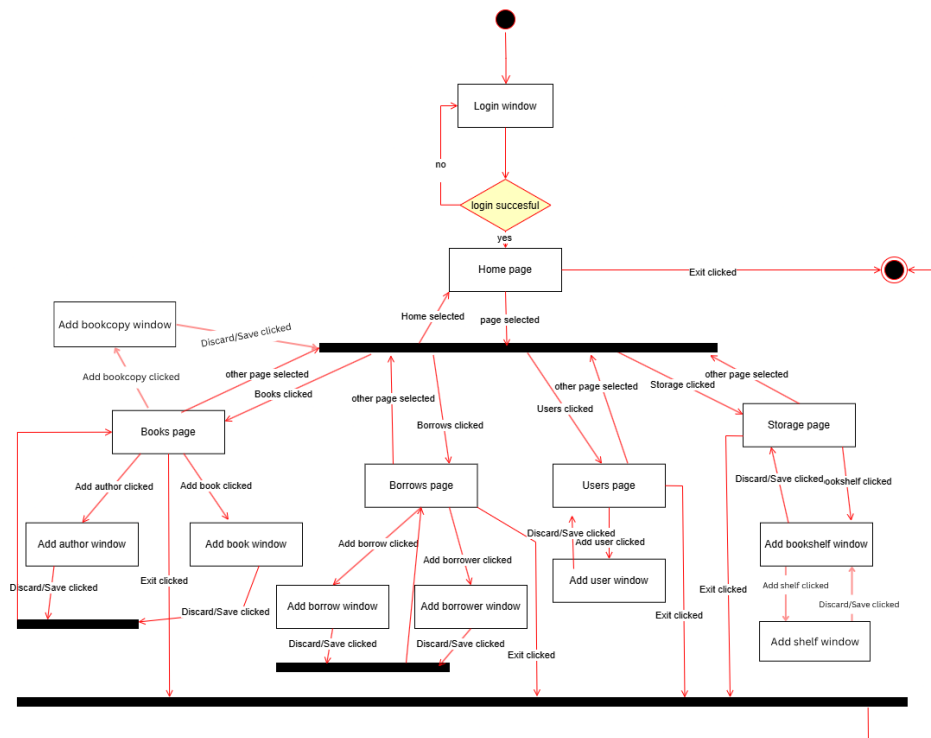 Login window
no
login succesful
yes
Home page
Exit clicked
Home selected
page selected
Add bookcopy window
Discard/Save clicked
Add bookcopy clicked
other page selected
Books clicked
other page selected
Borrows clicked
other page selected
Users clicked
Storage clicked
other page selected
Books page
Storage page
Add author clicked
Add book clicked
Borrows page
Users page
Discard/Save clicked
ookshelf clicked
Add author window
Add book window
Add borrow clicked
Add borrower clicked
Discard/Save clicked
Add user clicked
Add bookshelf window
Discard/Save clicked
Exit clicked
Add user window
Exit clicked
Add shelf clicked
Add borrow window
Add borrower window
Discard/Save clicked
Discard/Save clicked
Exit clicked
Discard/Save clicked
Discard/Save clicked
Add shelf window
Exit clicked